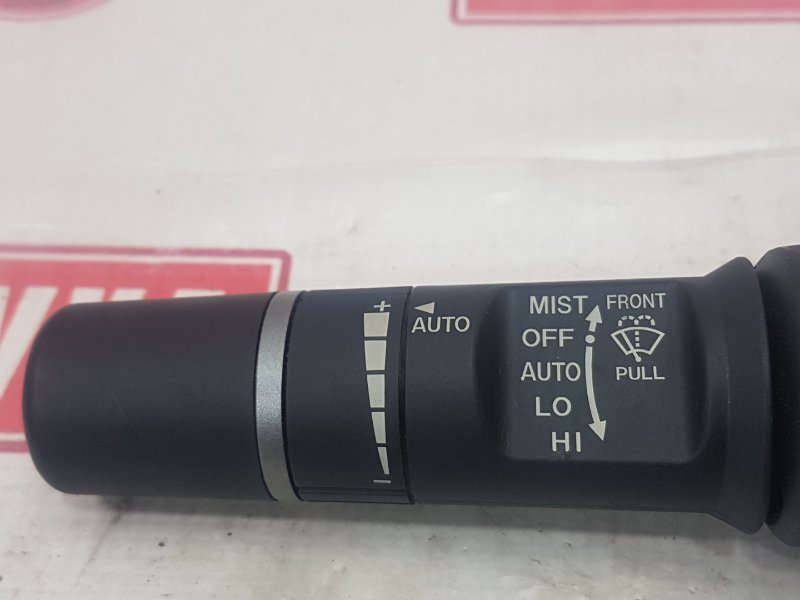 +
AUTO
−
MIST
FRONT
OFF
AUTO
PULL
LO
HI